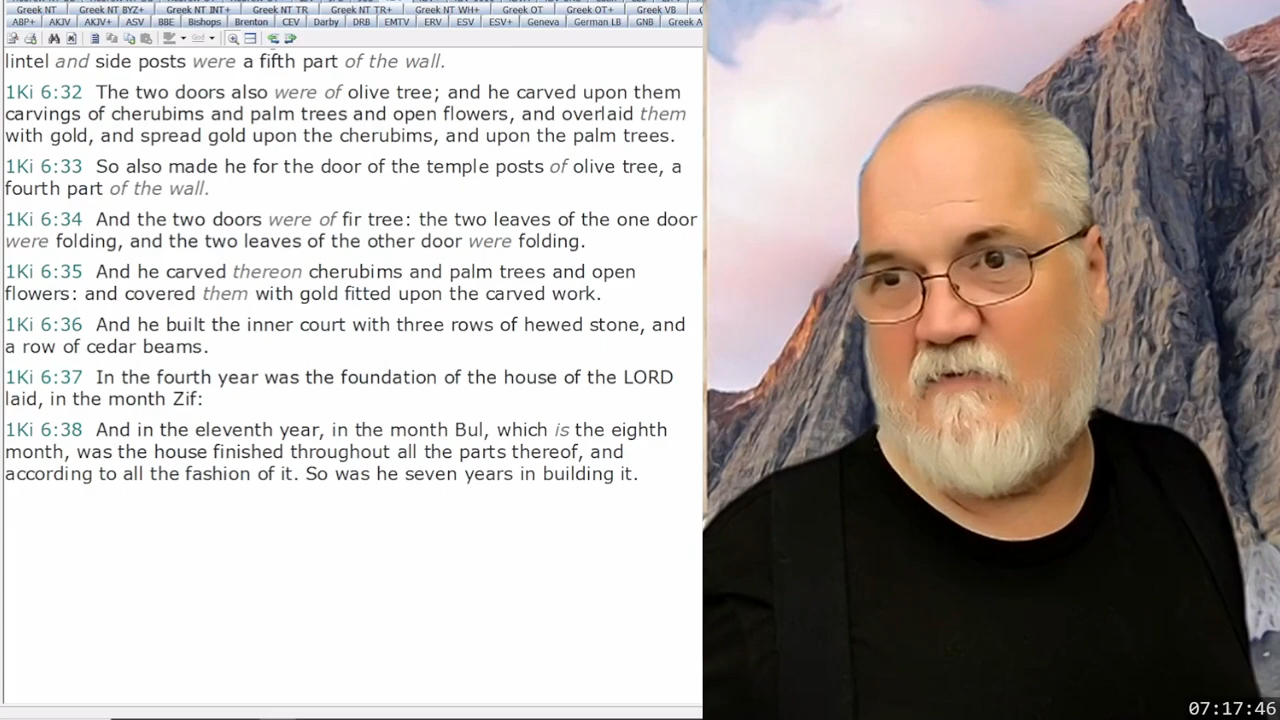 Greek NT Greek NT BYZ+ Greek NT INT+ Greek NT TR Greek NT TR+ Greek NT WH+ Greek OT Greek OT+ Greek VB
ABP+ AKJV AKJV+ ASV BBE Bishops Brenton CEV Darby DRB EMTV ERV ESV ESV+ Geneva German LB GNB Greek A
lintel and side posts were a fifth part of the wall.
1Ki 6:32 The two doors also were of olive tree; and he carved upon them
carvings of cherubims and palm trees and open flowers, and overlaid them
with gold, and spread gold upon the cherubims, and upon the palm trees.
1Ki 6:33 So also made he for the door of the temple posts of olive tree, a
fourth part of the wall.
1Ki 6:34 And the two doors were of fir tree: the two leaves of the one door
were folding, and the two leaves of the other door were folding.
1Ki 6:35 And he carved thereon cherubims and palm trees and open
flowers: and covered them with gold fitted upon the carved work.
1Ki 6:36 And he built the inner court with three rows of hewed stone, and
a row of cedar beams.
1Ki 6:37 In the fourth year was the foundation of the house of the LORD
laid, in the month Zif:
1Ki 6:38 And in the eleventh year, in the month Bul, which is the eighth
month, was the house finished throughout all the parts thereof, and
according to all the fashion of it. So was he seven years in building it.
07:17:46